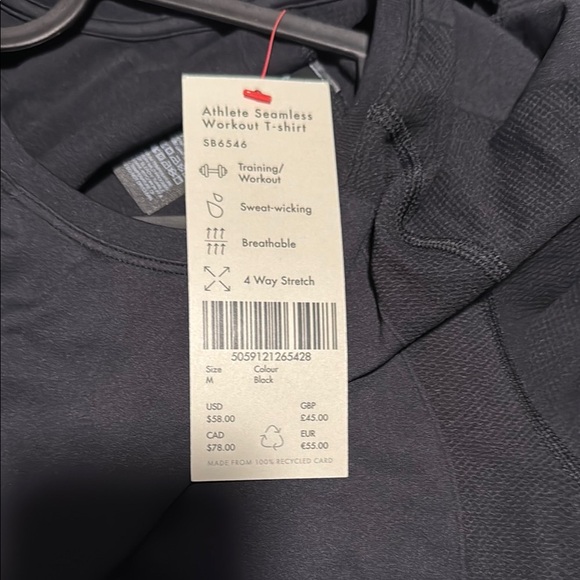 Athlete Seamless
Workout T-shirt
SB6546
Training/
Workout
Sweat-wicking
Breathable
4 Way Stretch
5059121265428
Size Colour
M Black
USD GBP
$58.00 £45.00
CAD EUR
$78.00 €55.00
MADE FROM 100% RECYCLED CARD